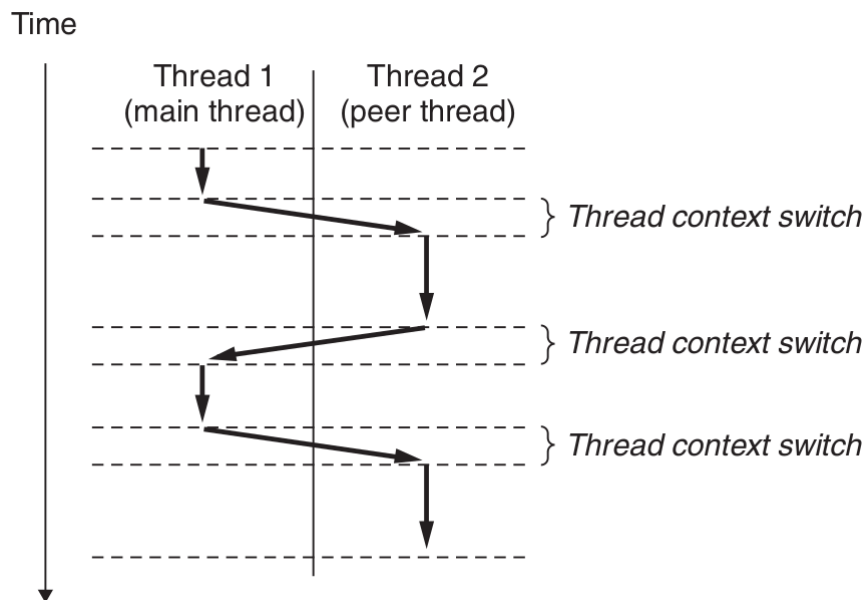 Time
Thread 1
(main thread)
Thread 2
(peer thread)
Thread context switch
Thread context switch
Thread context switch